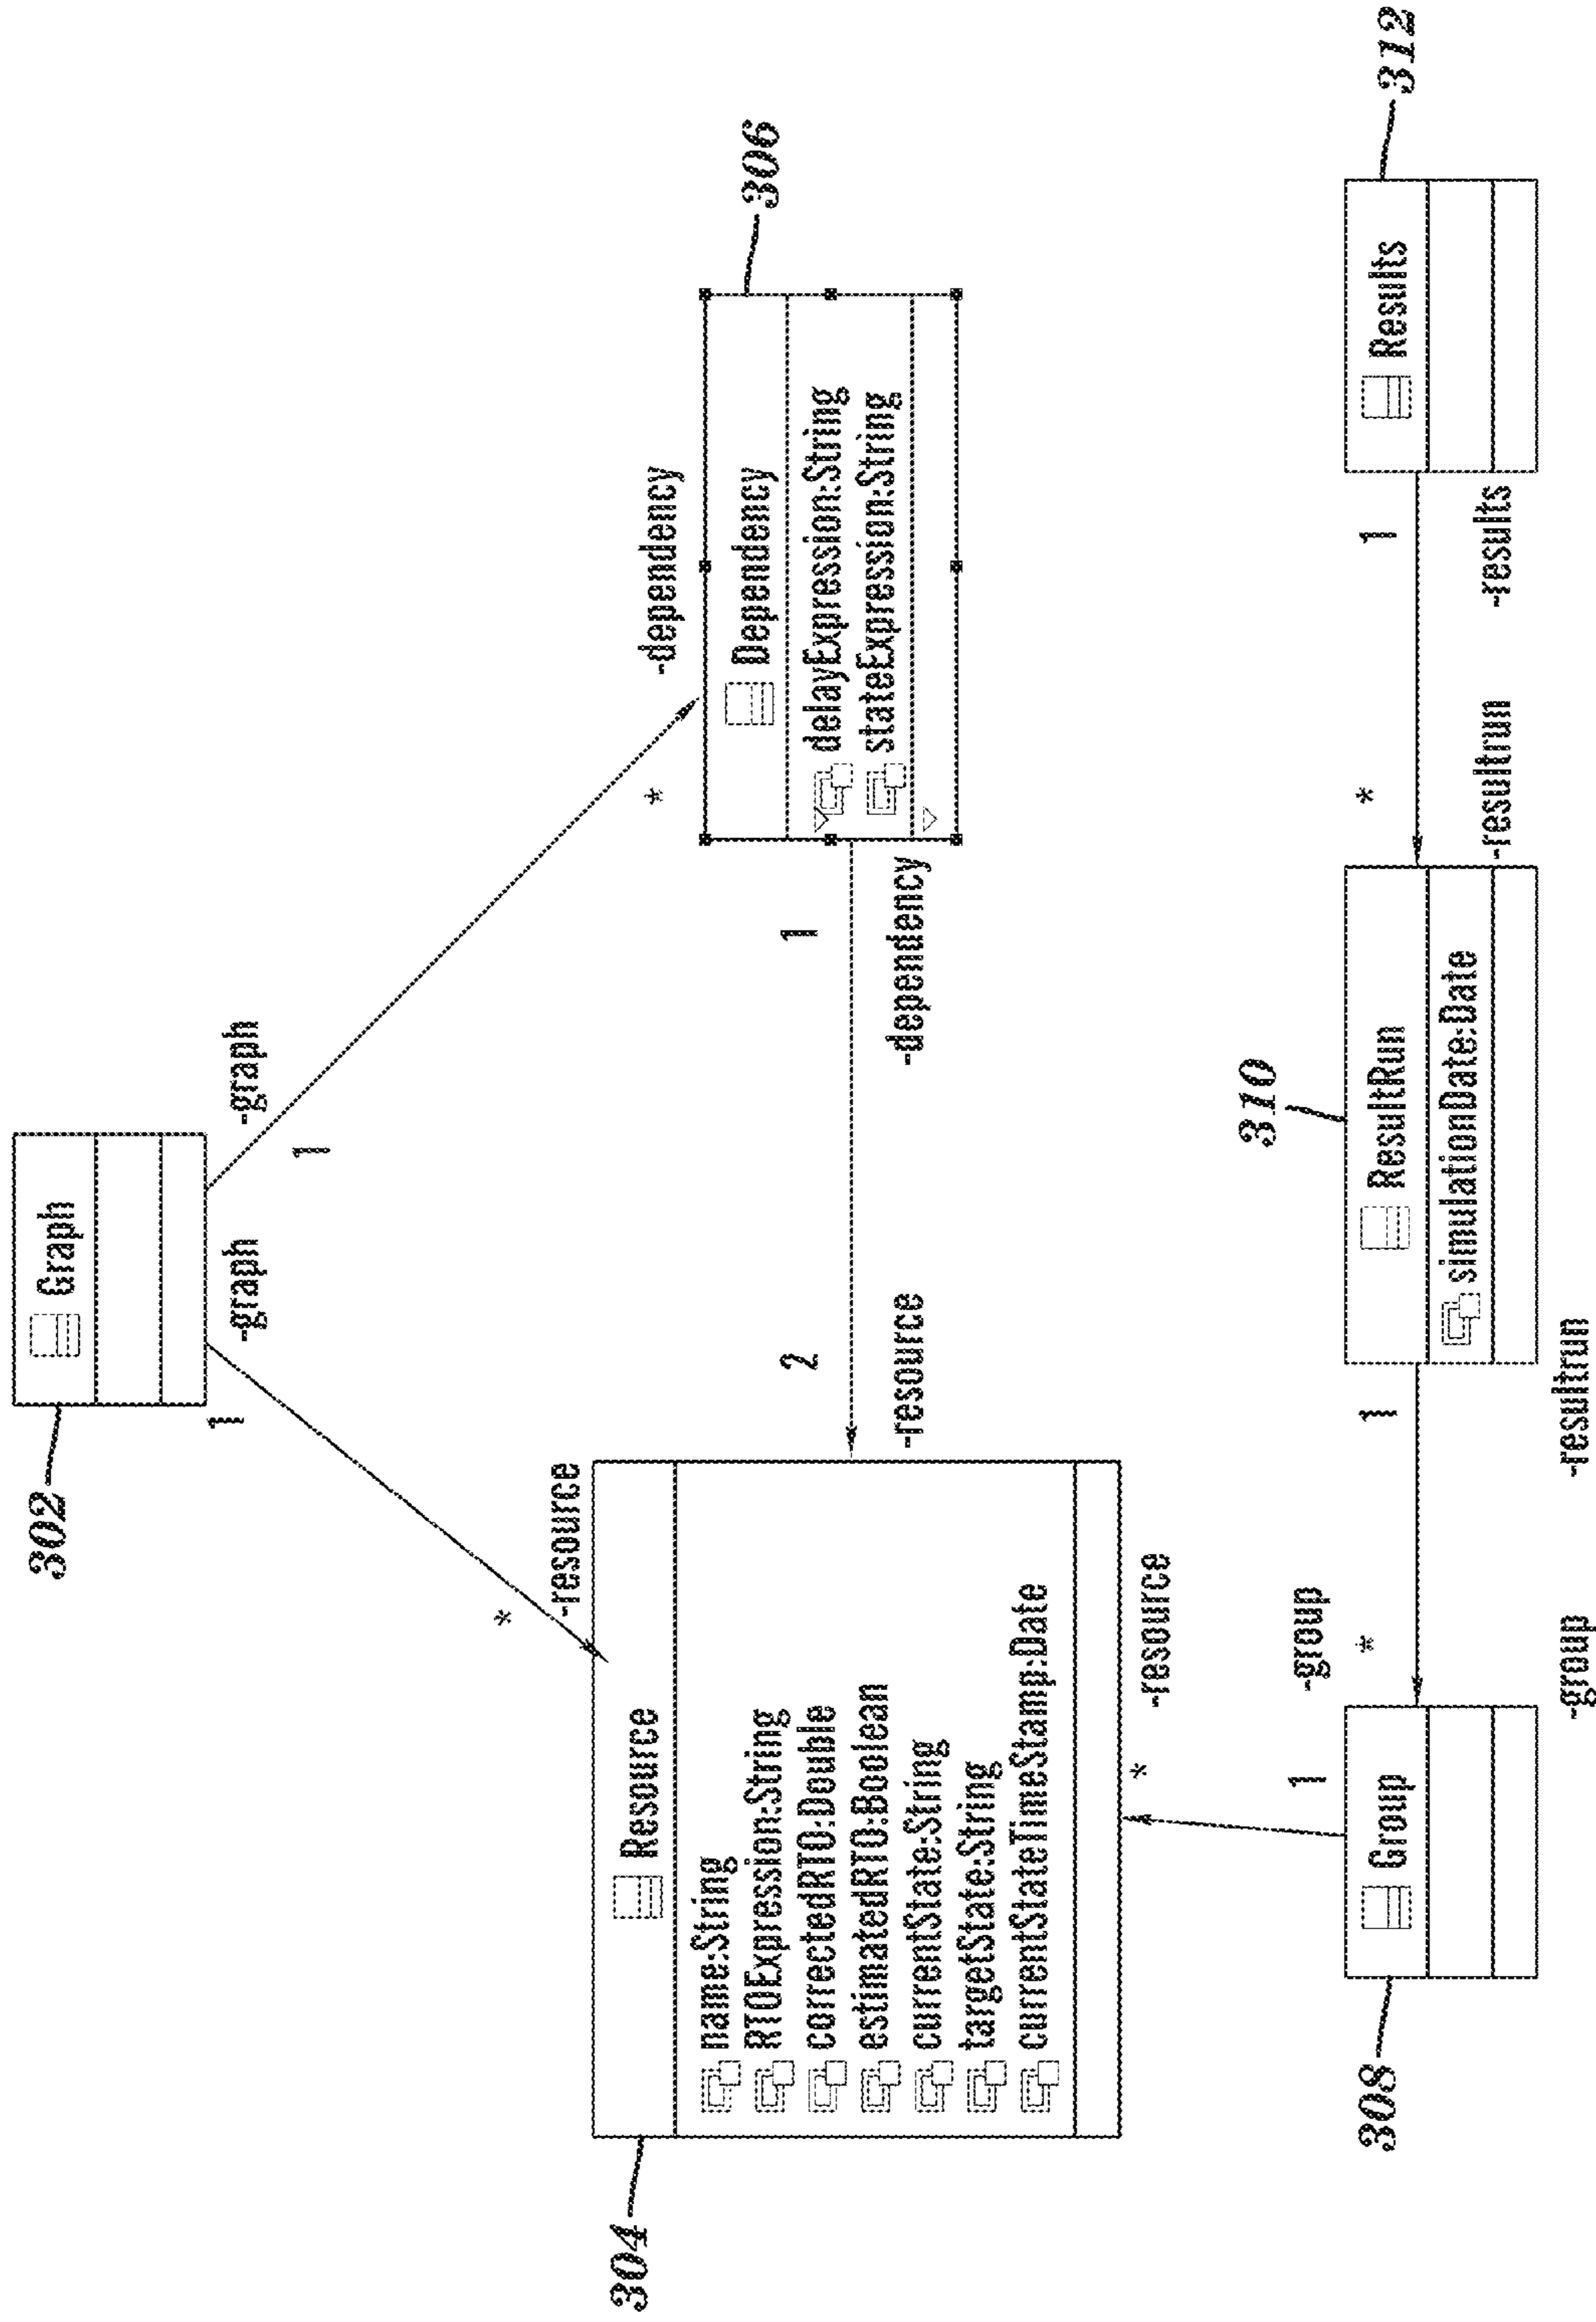 302
Graph
-graph
-graph
1
1
*
-resource
*
-dependency
304
Resource
name:String
RTOExpression:String
correctedRTO:Double
estimatedRTO:Boolean
currentState:String
targetState:String
currentStateTimeStamp:Date
306
Dependency
delayExpression:String
stateExpression:String
2
1
-resource
-dependency
*
-resource
1
-group
308
Group
*
1
-group
-resultrun
310
ResultRun
simulationDate:Date
*
1
-resultrun
-results
312
Results